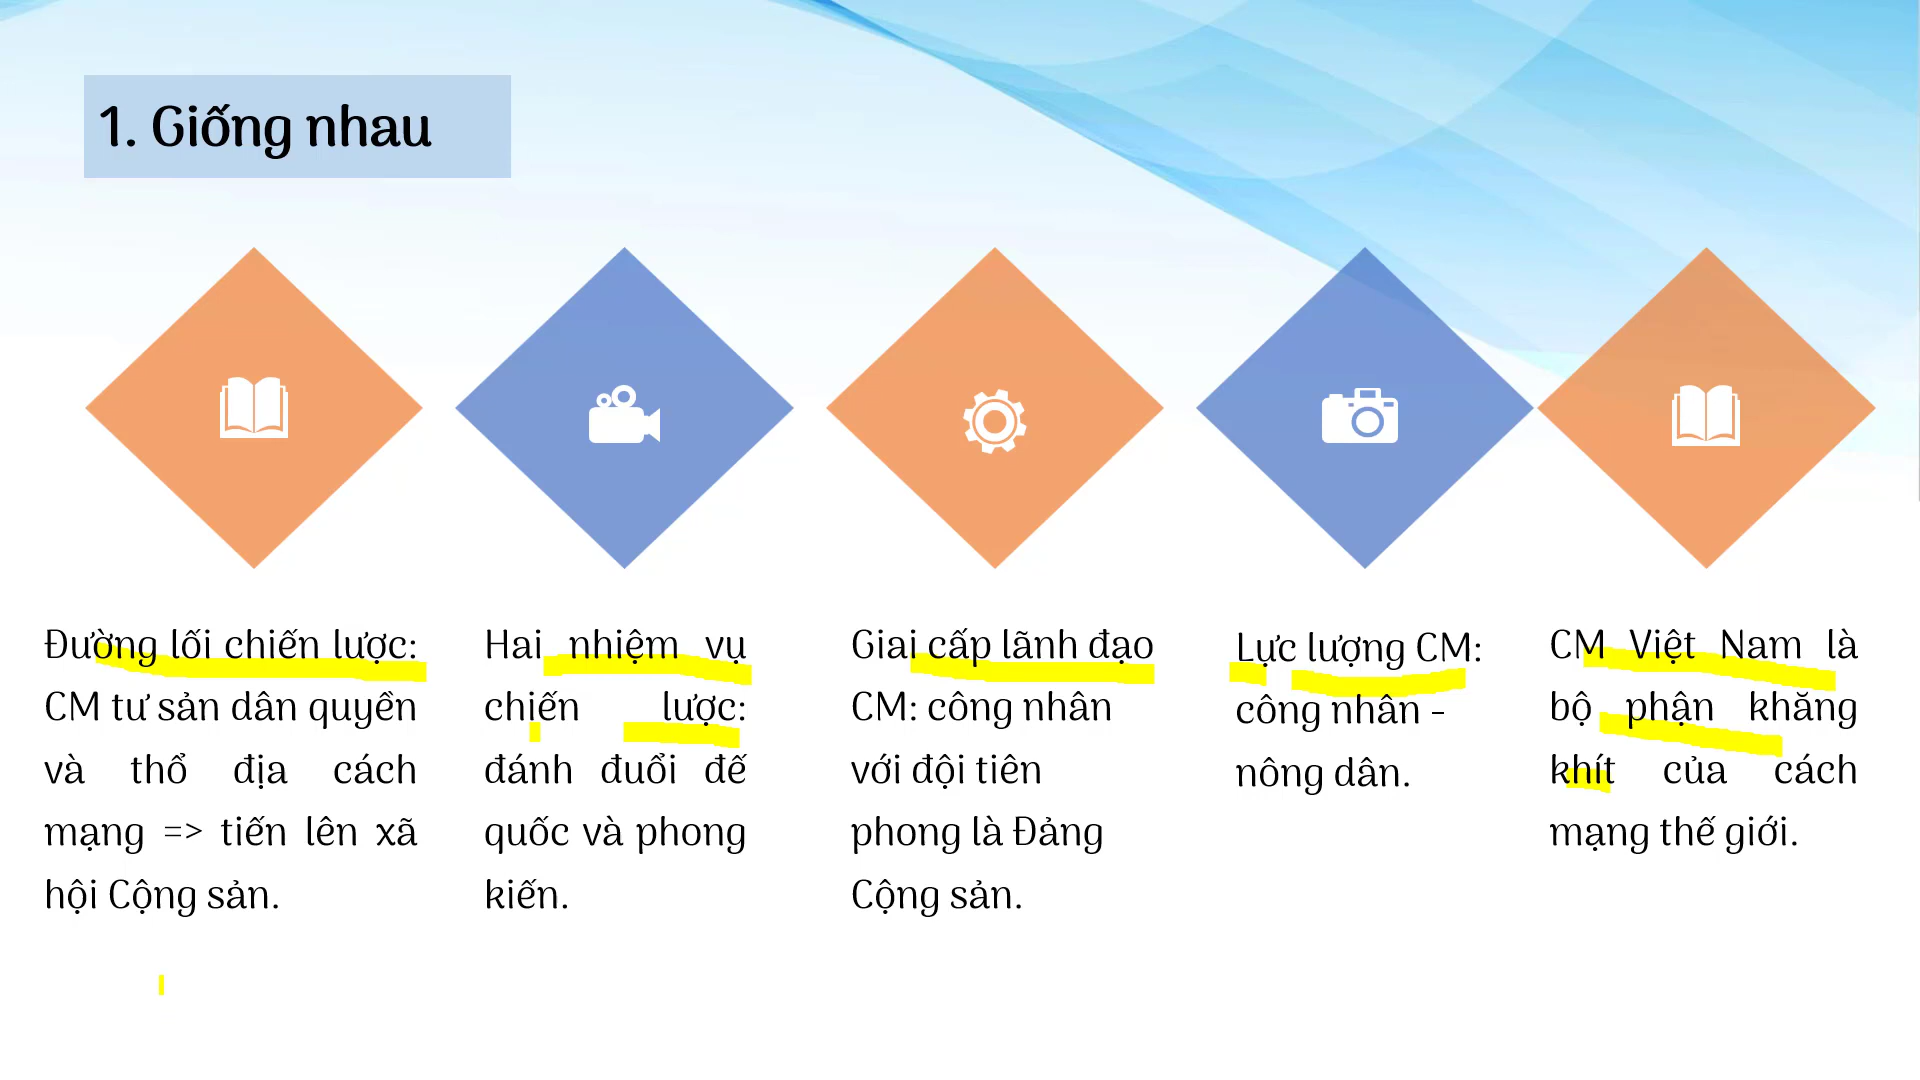 1. Giống nhau
Đường lối chiến lược:
CM tư sản dân quyền
và thổ địa cách
mạng => tiến lên xã
hội Cộng sản.
Hai nhiệm vụ
chiến lược:
đánh đuổi đế
quốc và phong
kiến.
Giai cấp lãnh đạo
CM: công nhân
với đội tiên
phong là Đảng
Cộng sản.
Lực lượng CM:
công nhân -
nông dân.
CM Việt Nam là
bộ phận khăng
khít của cách
mạng thế giới.